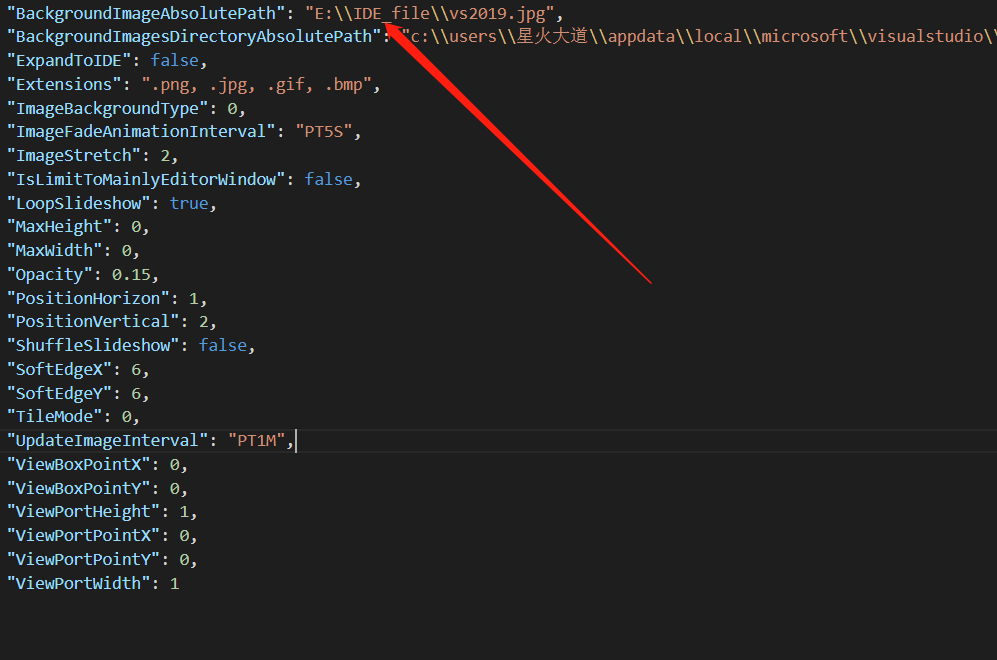 "BackgroundImageAbsolutePath": "E:\\IDE_file\\vs2019.jpg",
"BackgroundImagesDirectoryAbsolutePath": "c:\\users\\星火大道\\appdata\\local\\microsoft\\visualstudio\\
"ExpandToIDE": false,
"Extensions": ".png, .jpg, .gif, .bmp",
"ImageBackgroundType": 0,
"ImageFadeAnimationInterval": "PT5S",
"ImageStretch": 2,
"IsLimitToMainlyEditorWindow": false,
"LoopSlideshow": true,
"MaxHeight": 0,
"MaxWidth": 0,
"Opacity": 0.15,
"PositionHorizon": 1,
"PositionVertical": 2,
"ShuffleSlideshow": false,
"SoftEdgeX": 6,
"SoftEdgeY": 6,
"TileMode": 0,
"UpdateImageInterval": "PT1M",
"ViewBoxPointX": 0,
"ViewBoxPointY": 0,
"ViewPortHeight": 1,
"ViewPortPointX": 0,
"ViewPortPointY": 0,
"ViewPortWidth": 1